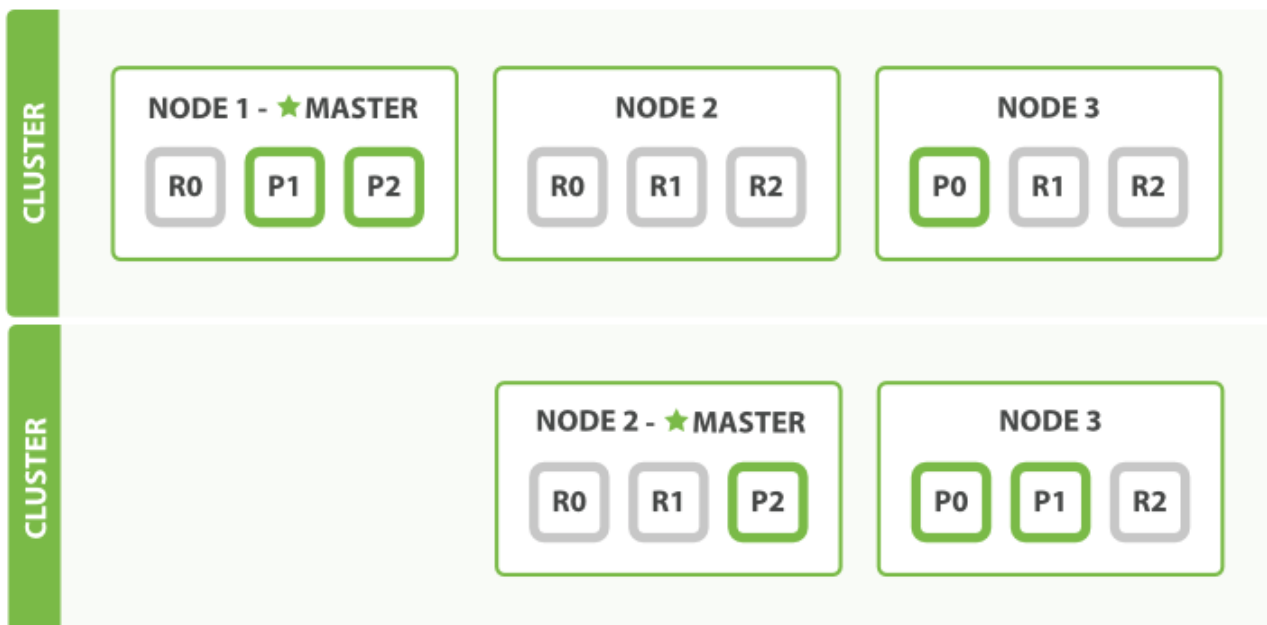 CLUSTER
NODE 1 - ★ MASTER
R0 P1 P2
NODE 2
R0 R1 R2
NODE 3
P0 R1 R2
CLUSTER
NODE 2 - ★ MASTER
R0 R1 P2
NODE 3
P0 P1 R2